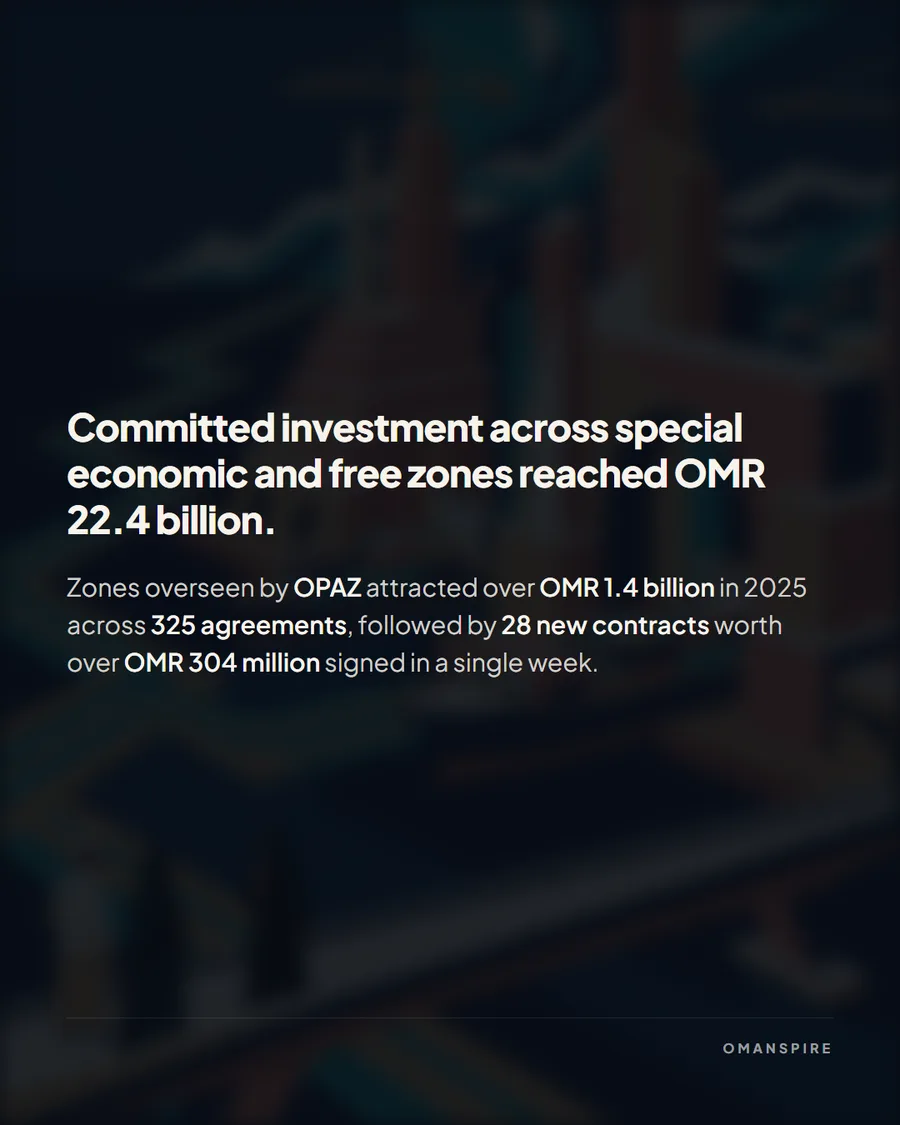 Committed investment across special
economic and free zones reached OMR
22.4 billion.
Zones overseen by OPAZ attracted over OMR 1.4 billion in 2025
across 325 agreements, followed by 28 new contracts worth
over OMR 304 million signed in a single week.
OMANSPIRE